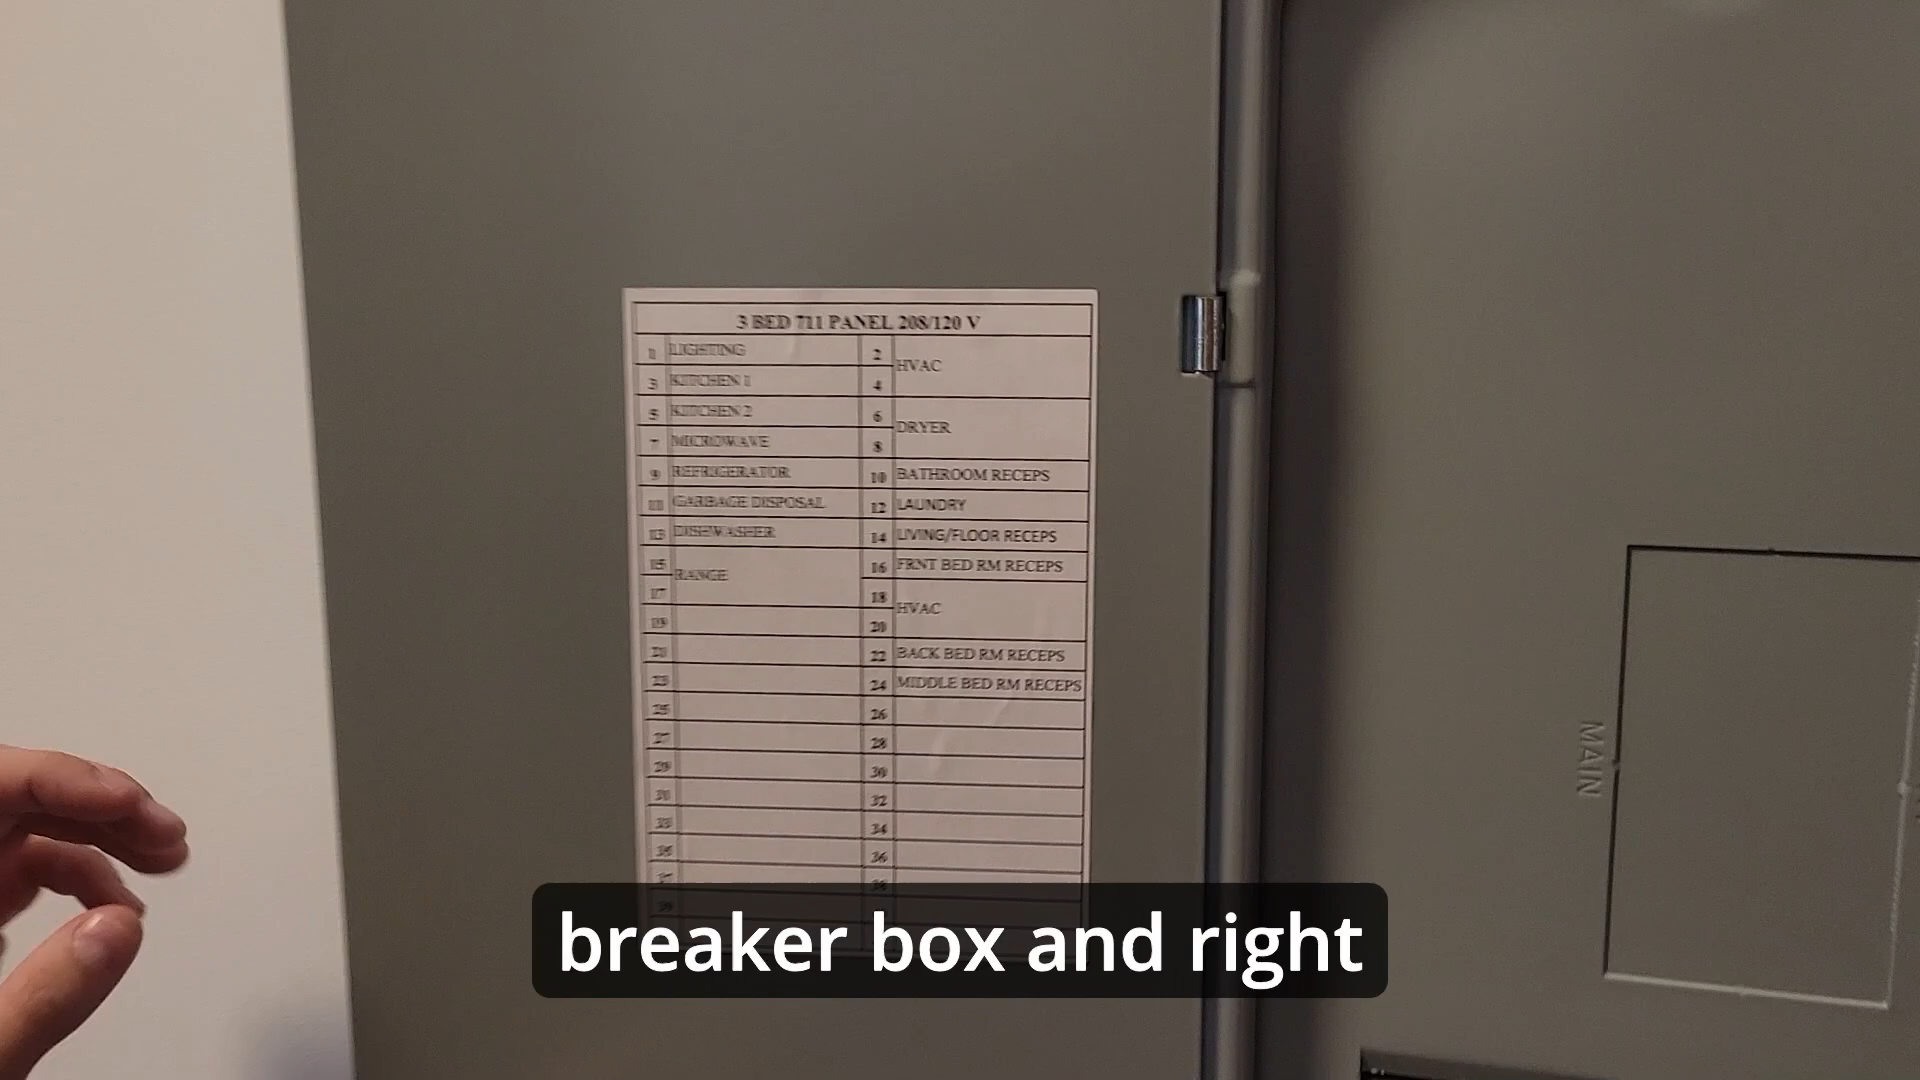 3 BED 711 PANEL 208/120 V
1 LIGHTING 2 HVAC
3 KITCHEN 1 4
5 KITCHEN 2 6 DRYER
7 MICROWAVE 8
9 REFRIGERATOR 10 BATHROOM RECEPS
11 GARBAGE DISPOSAL 12 LAUNDRY
13 DISHWASHER 14 LIVING/FLOOR RECEPS
15 RANGE 16 FRNT BED RM RECEPS
17 18 HVAC
19 20
21 22 BACK BED RM RECEPS
23 24 MIDDLE BED RM RECEPS
25 26
27 28
29 30
31 32
33 34
35 36
37 38
39
MAIN
breaker box and right